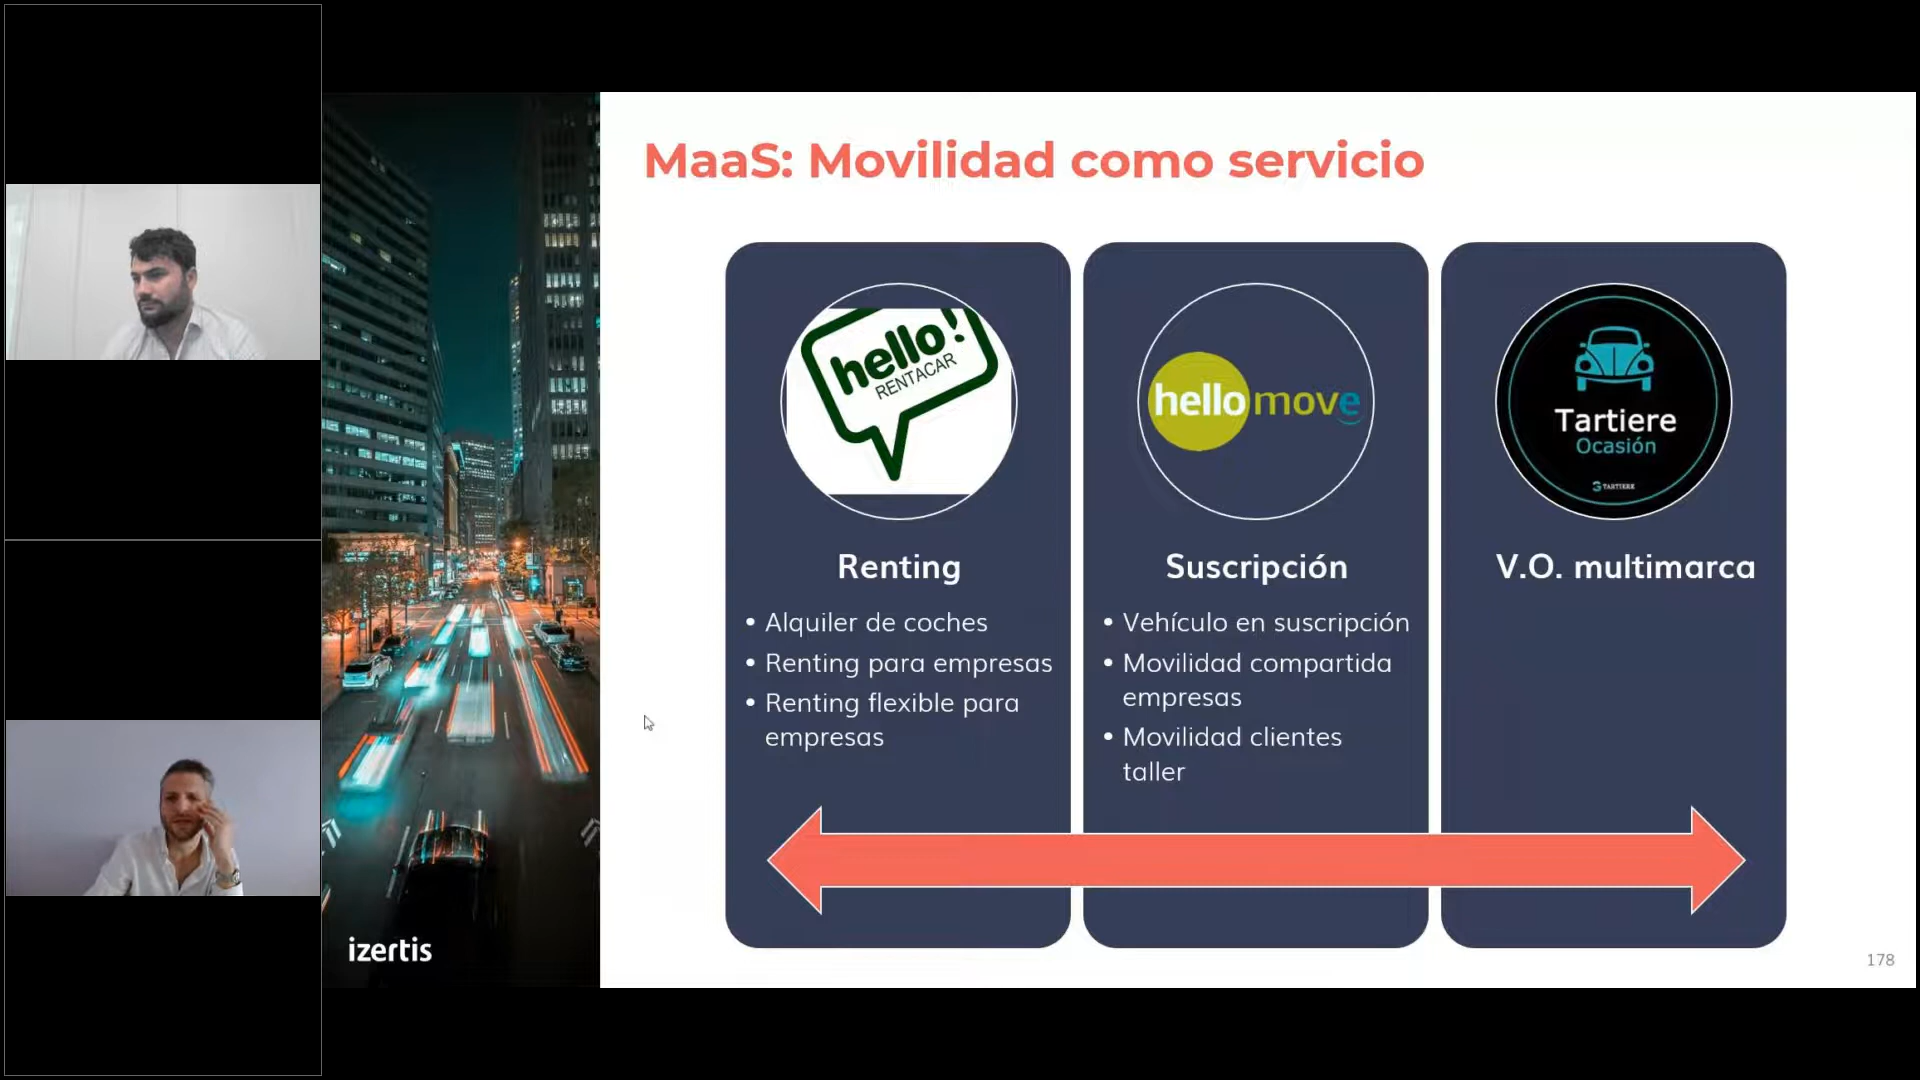 MaaS: Movilidad como servicio
hello!
RENTACAR
hellomove
Tartiere
Ocasión
TARTIERE
Renting
• Alquiler de coches
• Renting para empresas
• Renting flexible para
empresas
Suscripción
• Vehículo en suscripción
• Movilidad compartida
empresas
• Movilidad clientes
taller
V.O. multimarca
izertis
178